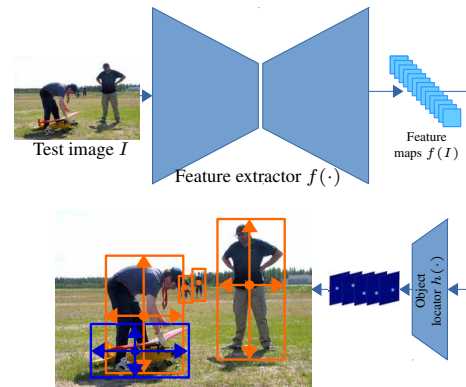 Test image I
Feature extractor f(·)
Feature
maps f(I)
Object
locator h(·)